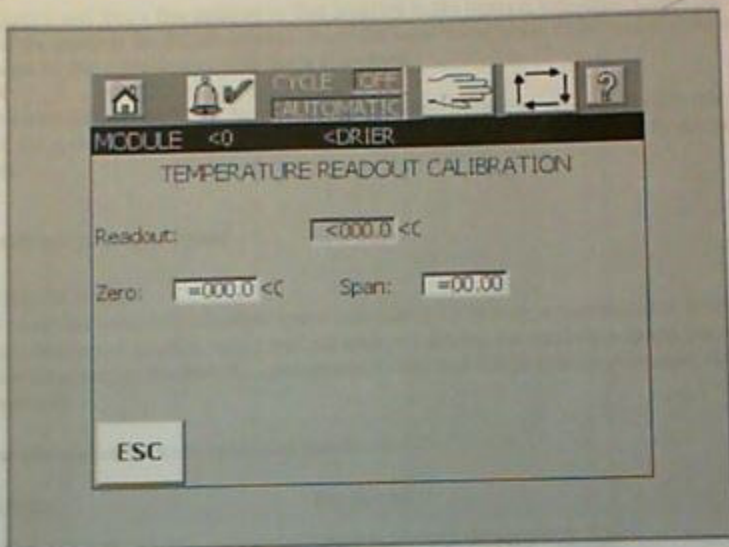 CYCLE OFF
AUTOMATIC
?
MODULE <0 <DRIER
TEMPERATURE READOUT CALIBRATION
Readout: <000.0 <C
Zero: =000.0 <C Span: =00.00
ESC